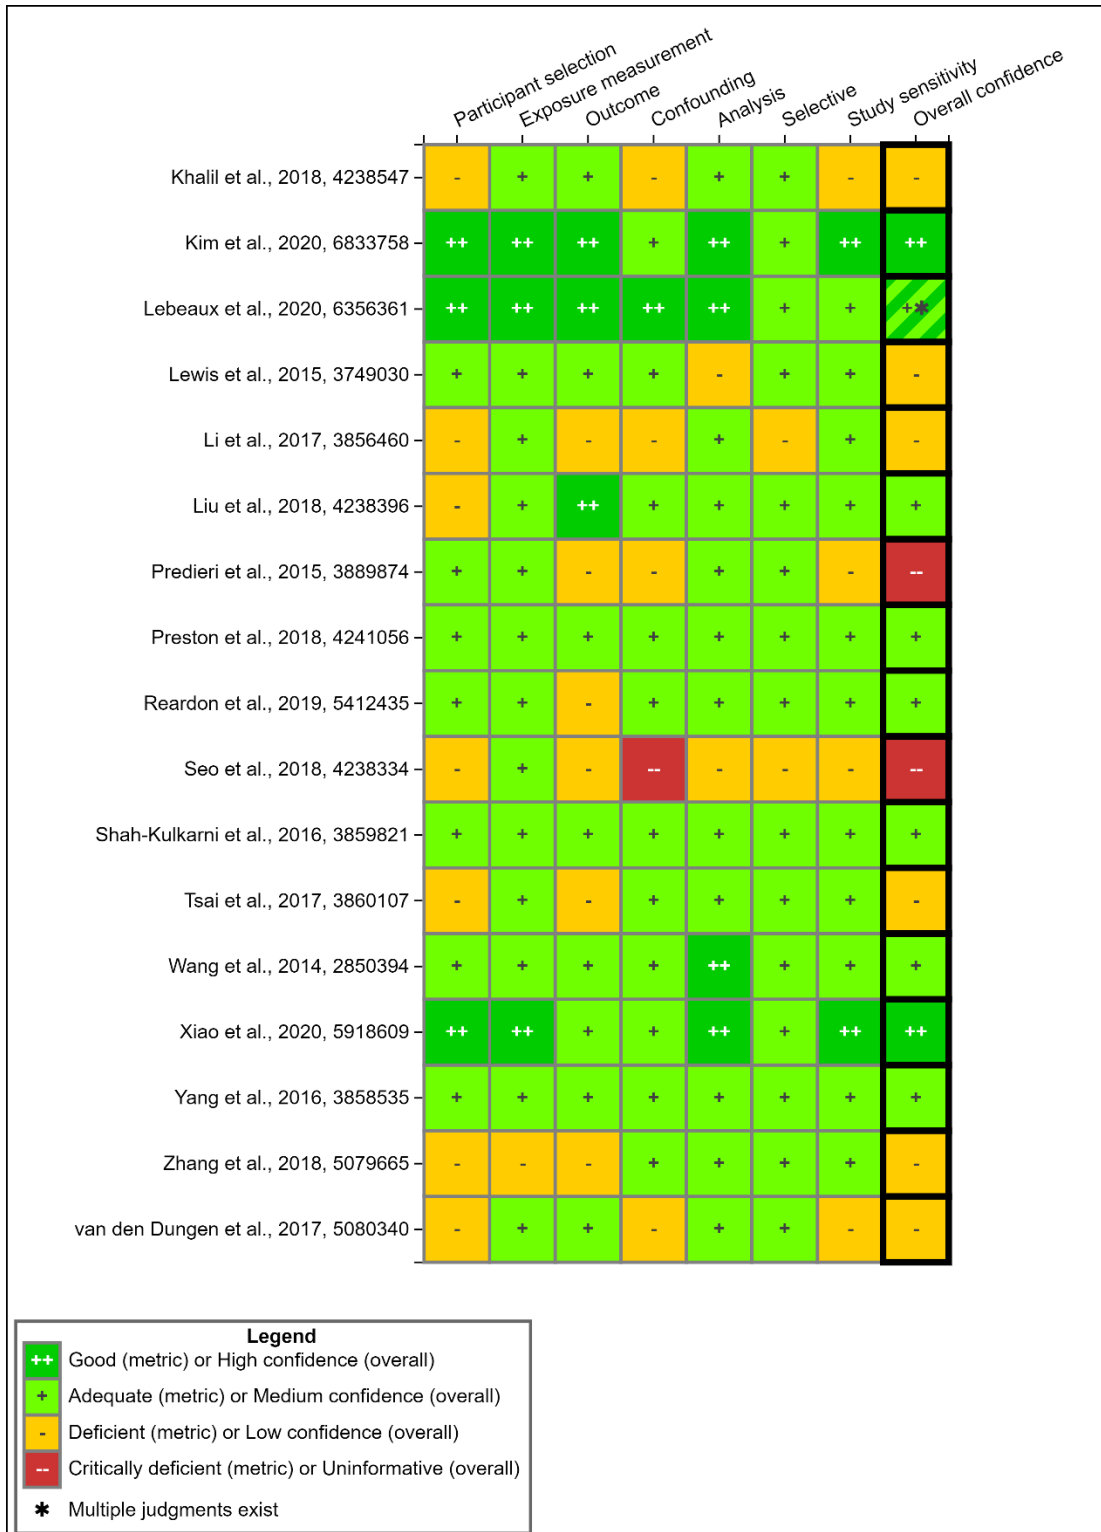 Participant selection
Exposure measurement
Outcome
Confounding
Analysis
Selective
Study sensitivity
Overall confidence
Khalil et al., 2018, 4238547 - + + - + + - -
Kim et al., 2020, 6833758 ++ ++ ++ + ++ + ++ ++
Lebeaux et al., 2020, 6356361 ++ ++ ++ ++ ++ + + +*
Lewis et al., 2015, 3749030 + + + + - + + -
Li et al., 2017, 3856460 - + - - + - + -
Liu et al., 2018, 4238396 - + ++ + + + + +
Predieri et al., 2015, 3889874 + + - - + + - --
Preston et al., 2018, 4241056 + + + + + + + +
Reardon et al., 2019, 5412435 + + - + + + + +
Seo et al., 2018, 4238334 - + - -- - - - --
Shah-Kulkarni et al., 2016, 3859821 + + + + + + + +
Tsai et al., 2017, 3860107 - + - + + + + -
Wang et al., 2014, 2850394 + + + + ++ + + +
Xiao et al., 2020, 5918609 ++ ++ + + ++ + ++ ++
Yang et al., 2016, 3858535 + + + + + + + +
Zhang et al., 2018, 5079665 - - - + + + + -
van den Dungen et al., 2017, 5080340 - + + - + + - -
Legend
++ Good (metric) or High confidence (overall)
+ Adequate (metric) or Medium confidence (overall)
- Deficient (metric) or Low confidence (overall)
-- Critically deficient (metric) or Uninformative (overall)
* Multiple judgments exist